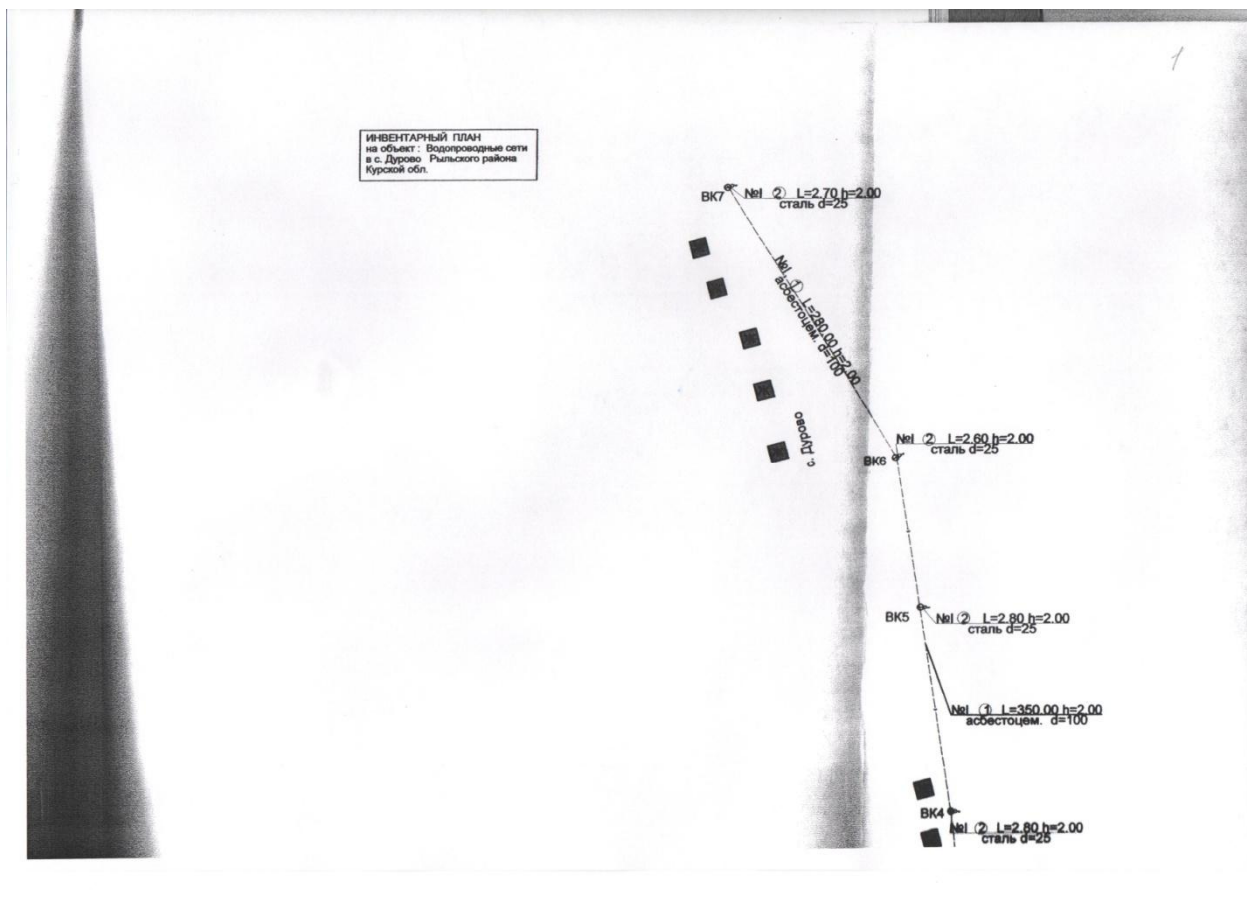 1
ИНВЕНТАРНЫЙ ПЛАН
на объект : Водопроводные сети
в с. Дурово Рыльского района
Курской обл.
ВК7
№I ② L=2.70 h=2.00
сталь d=25
№I, ① L=280.00 h=2.00
асбестоцем. d=100
с. Дурово
№I ② L=2.60 h=2.00
сталь d=25
ВК6
ВК5
№I ② L=2.80 h=2.00
сталь d=25
№I ① L=350.00 h=2.00
асбестоцем. d=100
ВК4
№I ② L=2.80 h=2.00
сталь d=25